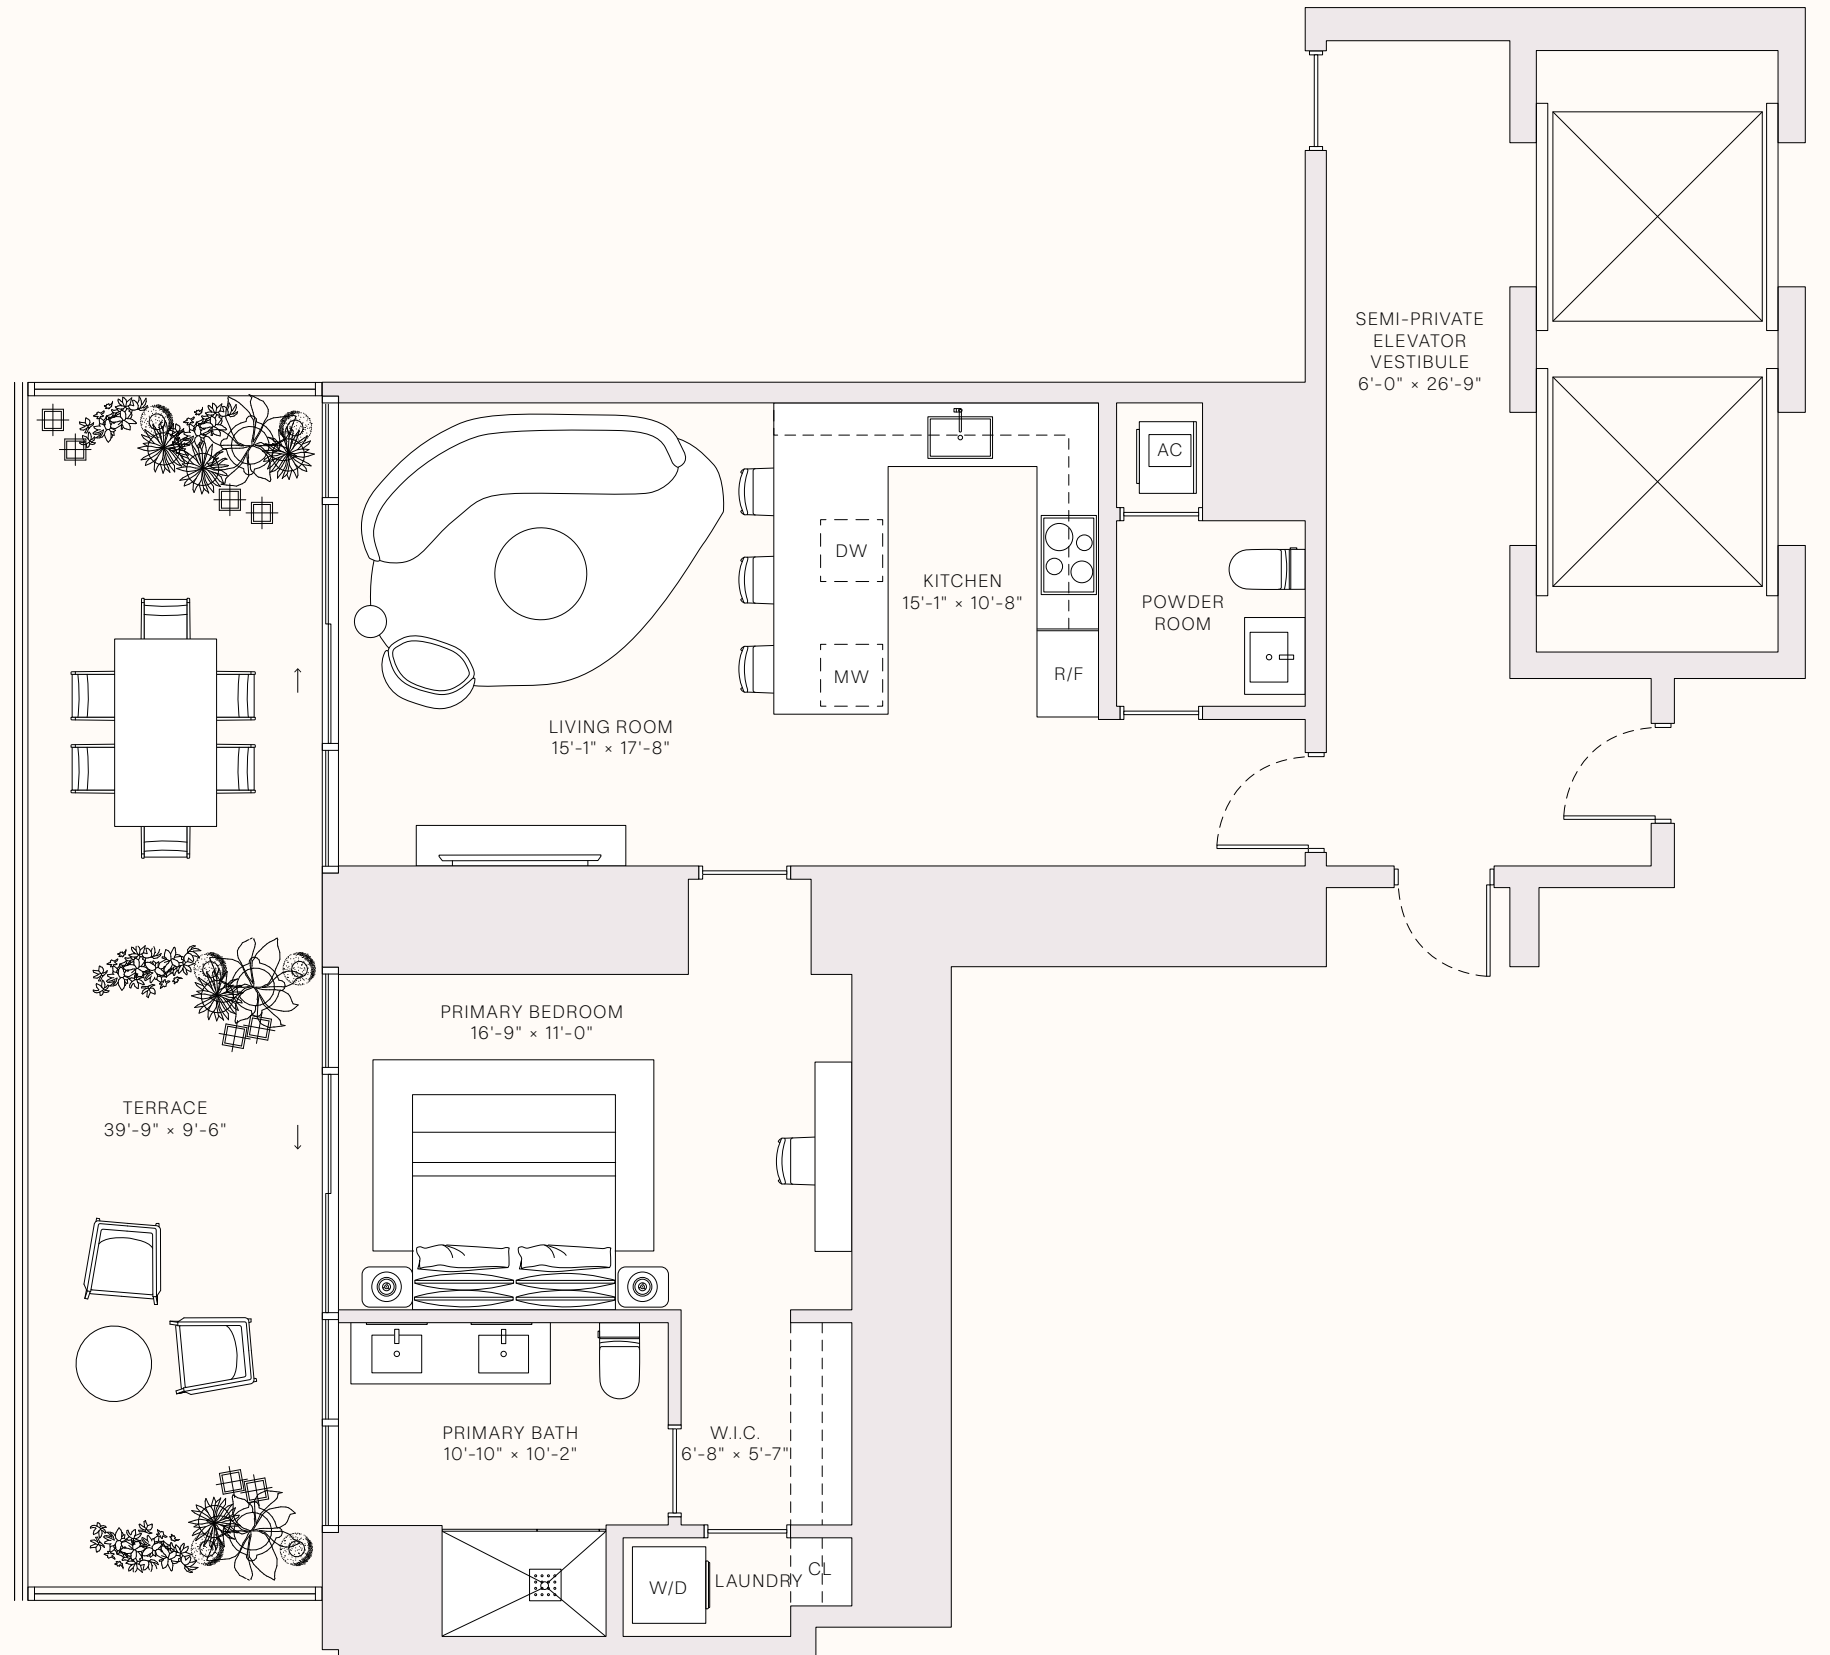 SEMI-PRIVATE
ELEVATOR
VESTIBULE
6'-0" × 26'-9"
AC
DW
KITCHEN
15'-1" × 10'-8"
POWDER
ROOM
MW
R/F
LIVING ROOM
15'-1" × 17'-8"
PRIMARY BEDROOM
16'-9" × 11'-0"
TERRACE
39'-9" × 9'-6"
PRIMARY BATH
10'-10" × 10'-2"
W.I.C.
6'-8" × 5'-7"
W/D
LAUNDRY
CL